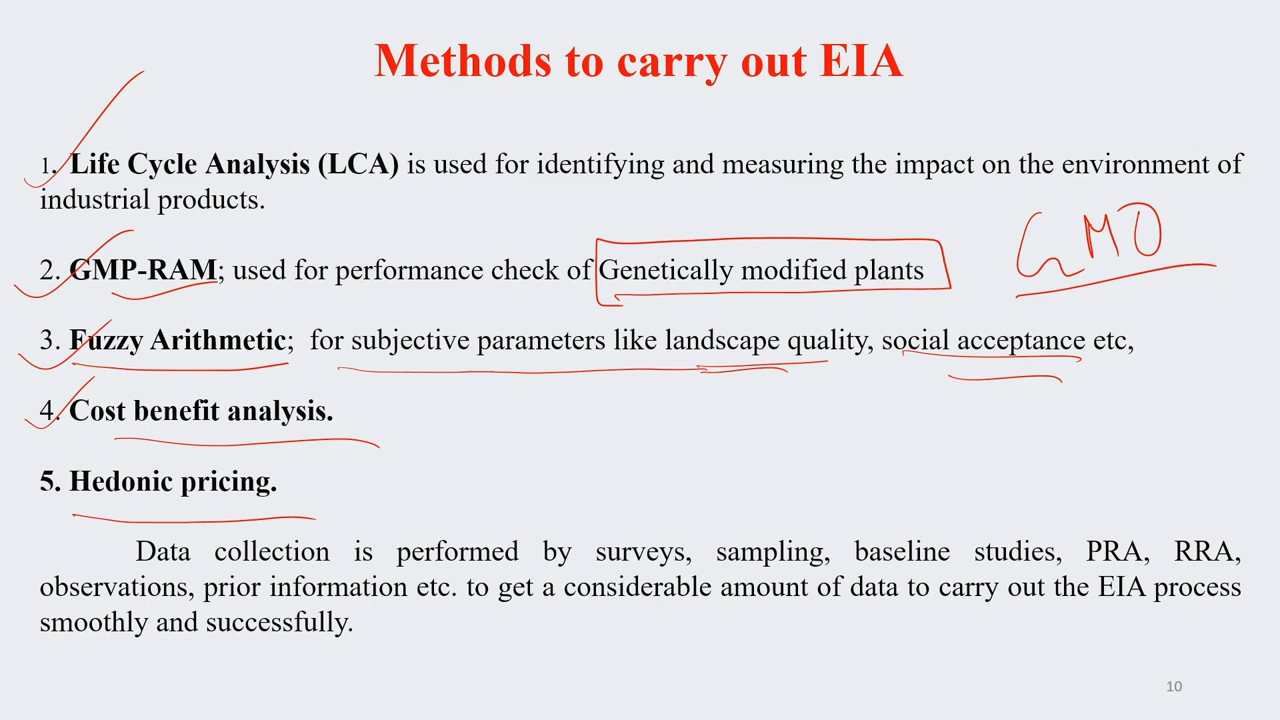 Methods to carry out EIA
1. Life Cycle Analysis (LCA) is used for identifying and measuring the impact on the environment of
industrial products.
GMO
2. GMP-RAM; used for performance check of Genetically modified plants
3. Fuzzy Arithmetic; for subjective parameters like landscape quality, social acceptance etc,
4. Cost benefit analysis.
5. Hedonic pricing.
Data collection is performed by surveys, sampling, baseline studies, PRA, RRA,
observations, prior information etc. to get a considerable amount of data to carry out the EIA process
smoothly and successfully.
10